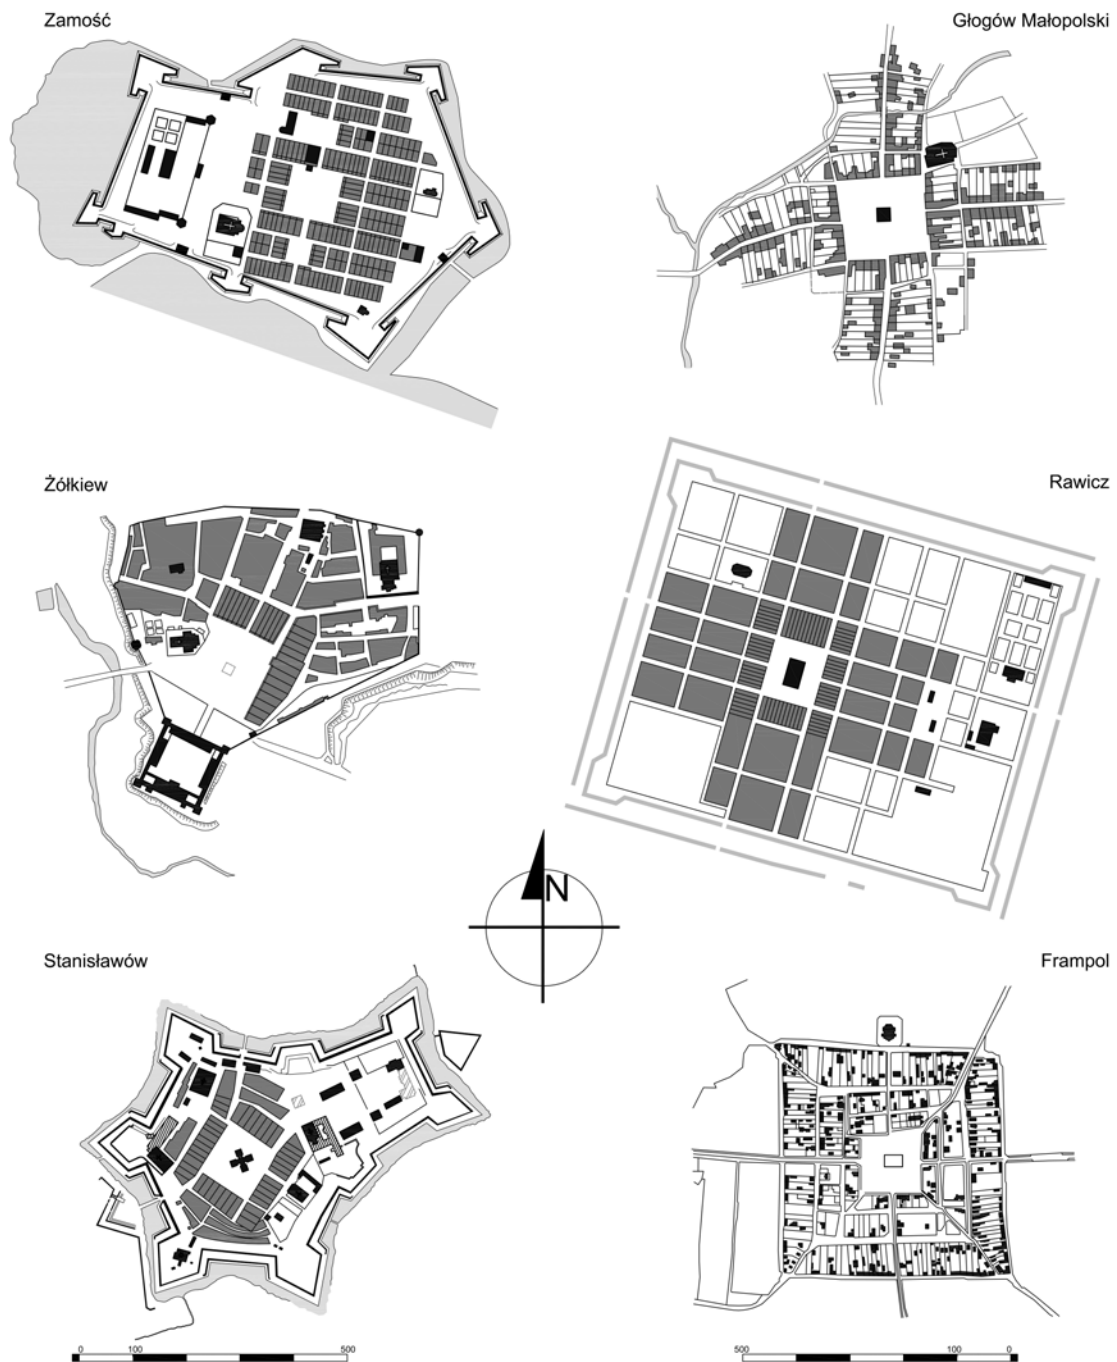 Zamość
Głogów Małopolski
Żółkiew
Rawicz
N
Stanisławów
Frampol
0 100 500
500 100 0